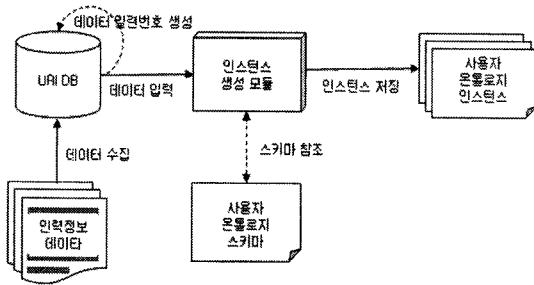 데이터 일련번호 생성
URI DB
데이터 입력
인스턴스
생성 모듈
인스턴스 저장
사용자
온톨로지
인스턴스
데이터 수집
스키마 참조
인력정보
데이타
사용자
온톨로지
스키마